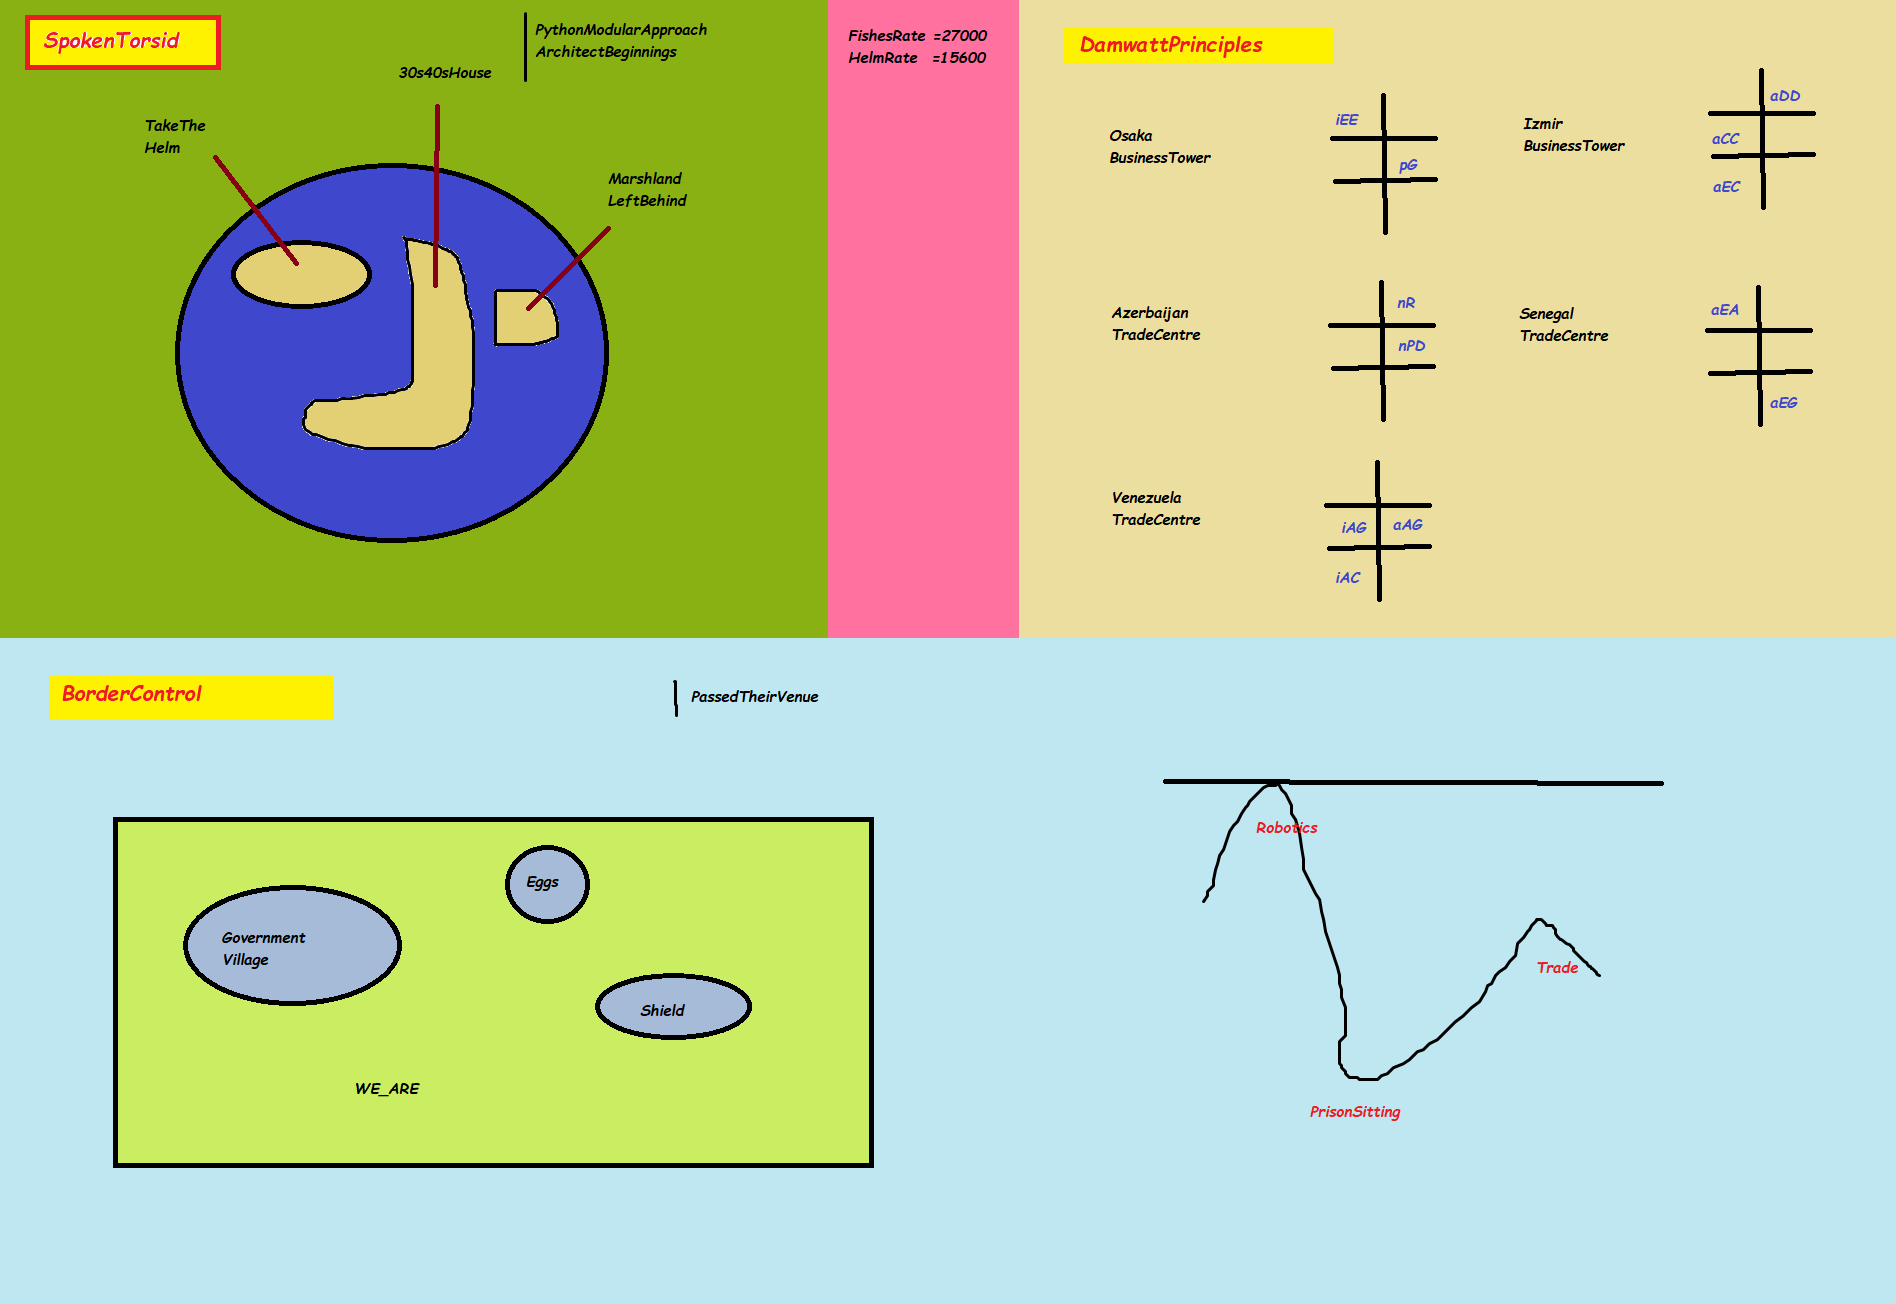 SpokenTorsid
PythonModularApproach
ArchitectBeginnings
30s40sHouse
TakeThe
Helm
Marshland
LeftBehind
FishesRate =27000
HelmRate =15600
DamwattPrinciples
Osaka
BusinessTower
iEE
pG
Izmir
BusinessTower
aDD
aCC
aEC
Azerbaijan
TradeCentre
nR
nPD
Senegal
TradeCentre
aEA
aEG
Venezuela
TradeCentre
iAG aAG
iAC
BorderControl
PassedTheirVenue
Eggs
Government
Village
Shield
WE_ARE
Robotics
Trade
PrisonSitting